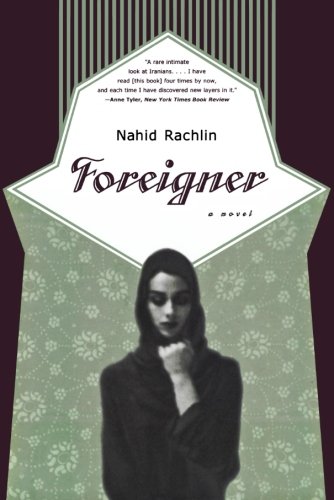 "A rare intimate
look at Iranians. . . . I have
read [this book] four times by now,
and each time I have discovered new layers in it."
—Anne Tyler, New York Times Book Review
Nahid Rachlin
Foreigner
a novel